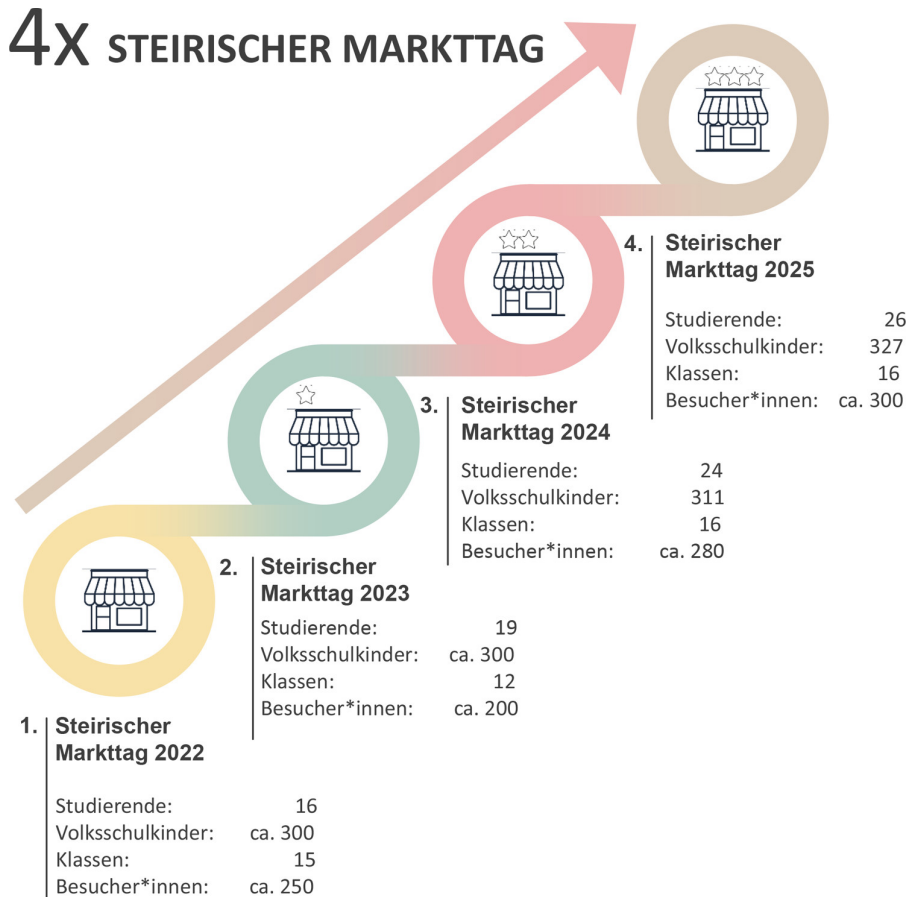 4x STEIRISCHER MARKTTAG
4. Steirischer
Markttag 2025
Studierende: 26
Volksschulkinder: 327
Klassen: 16
Besucher*innen: ca. 300
3. Steirischer
Markttag 2024
Studierende: 24
Volksschulkinder: 311
Klassen: 16
Besucher*innen: ca. 280
2. Steirischer
Markttag 2023
Studierende: 19
Volksschulkinder: ca. 300
Klassen: 12
Besucher*innen: ca. 200
1. Steirischer
Markttag 2022
Studierende: 16
Volksschulkinder: ca. 300
Klassen: 15
Besucher*innen: ca. 250